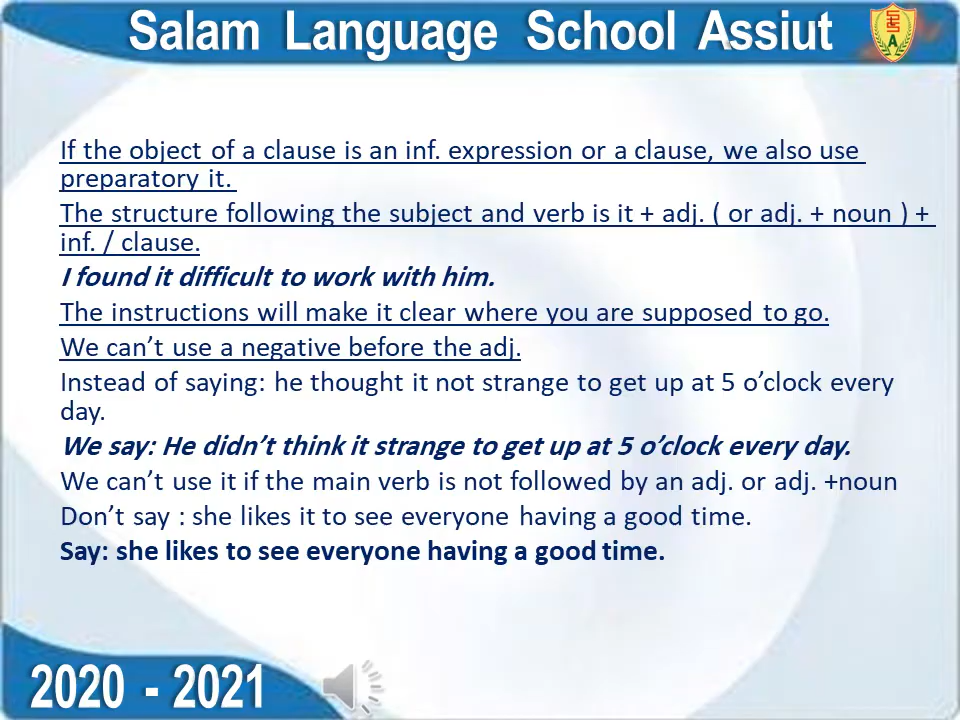 Salam Language School Assiut
If the object of a clause is an inf. expression or a clause, we also use
preparatory it.
The structure following the subject and verb is it + adj. ( or adj. + noun ) +
inf. / clause.
I found it difficult to work with him.
The instructions will make it clear where you are supposed to go.
We can’t use a negative before the adj.
Instead of saying: he thought it not strange to get up at 5 o’clock every
day.
We say: He didn’t think it strange to get up at 5 o’clock every day.
We can’t use it if the main verb is not followed by an adj. or adj. +noun
Don’t say : she likes it to see everyone having a good time.
Say: she likes to see everyone having a good time.
2020 - 2021